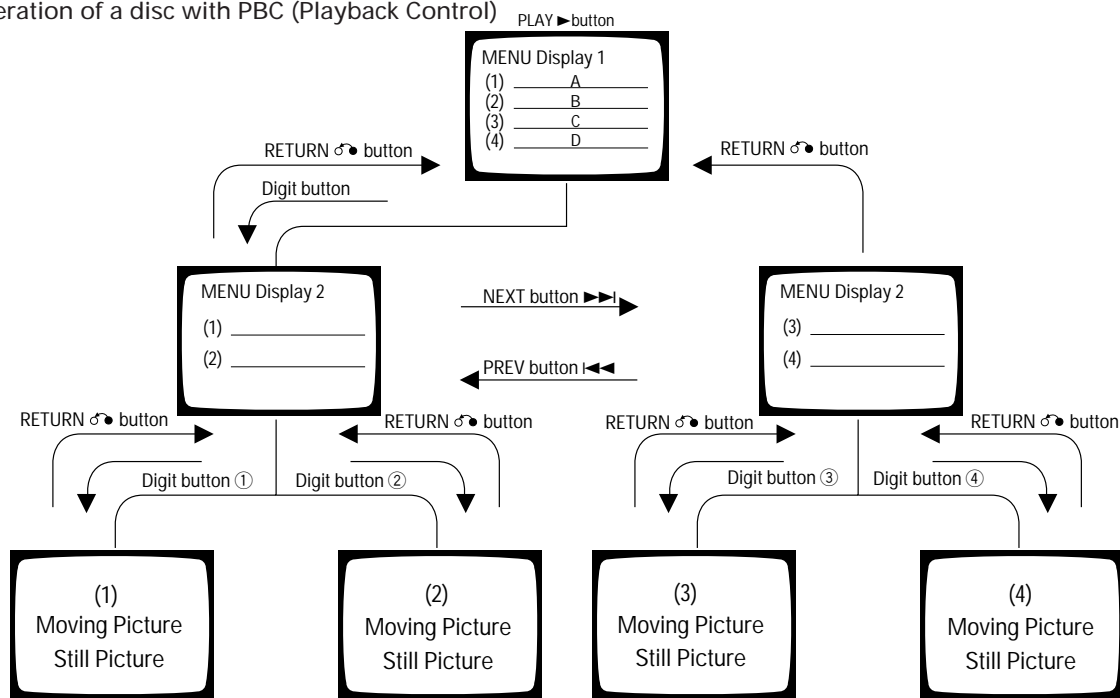 eration of a disc with PBC (Playback Control)
PLAY ► button
MENU Display 1
(1) A
(2) B
(3) C
(4) D
RETURN button
RETURN button
Digit button
MENU Display 2
(1)
(2)
NEXT button ►►|
PREV button |◄◄
MENU Display 2
(3)
(4)
RETURN button
RETURN button
RETURN button
RETURN button
Digit button ①
Digit button ②
Digit button ③
Digit button ④
(1)
Moving Picture
Still Picture
(2)
Moving Picture
Still Picture
(3)
Moving Picture
Still Picture
(4)
Moving Picture
Still Picture